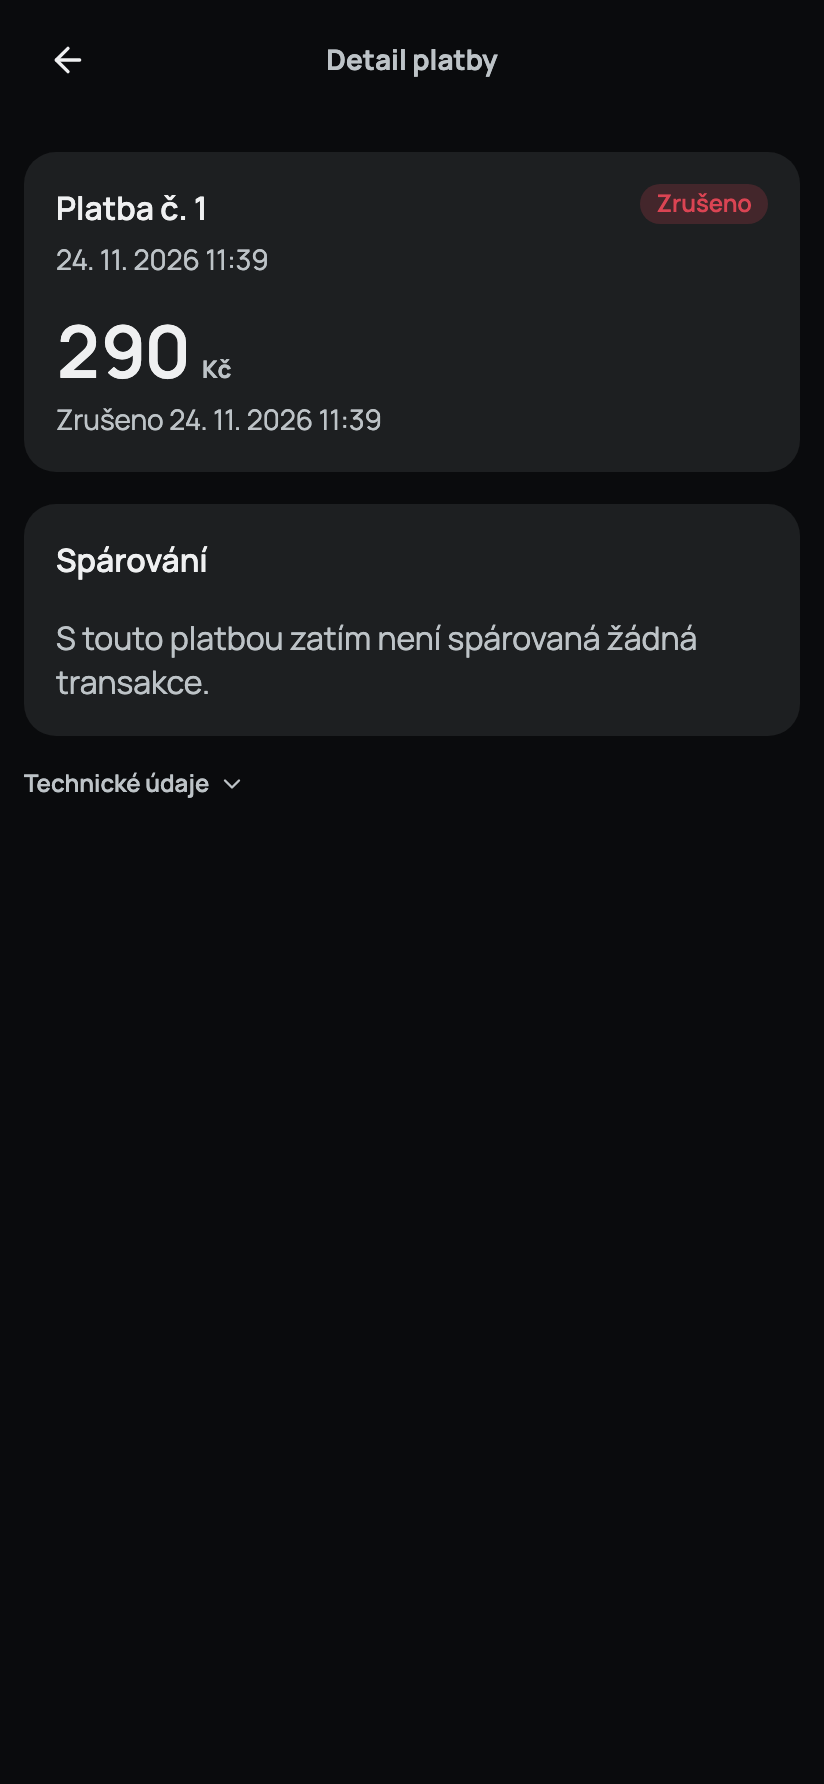 Detail platby
Platba č. 1
Zrušeno
24. 11. 2026 11:39
290 Kč
Zrušeno 24. 11. 2026 11:39
Spárování
S touto platbou zatím není spárovaná žádná
transakce.
Technické údaje